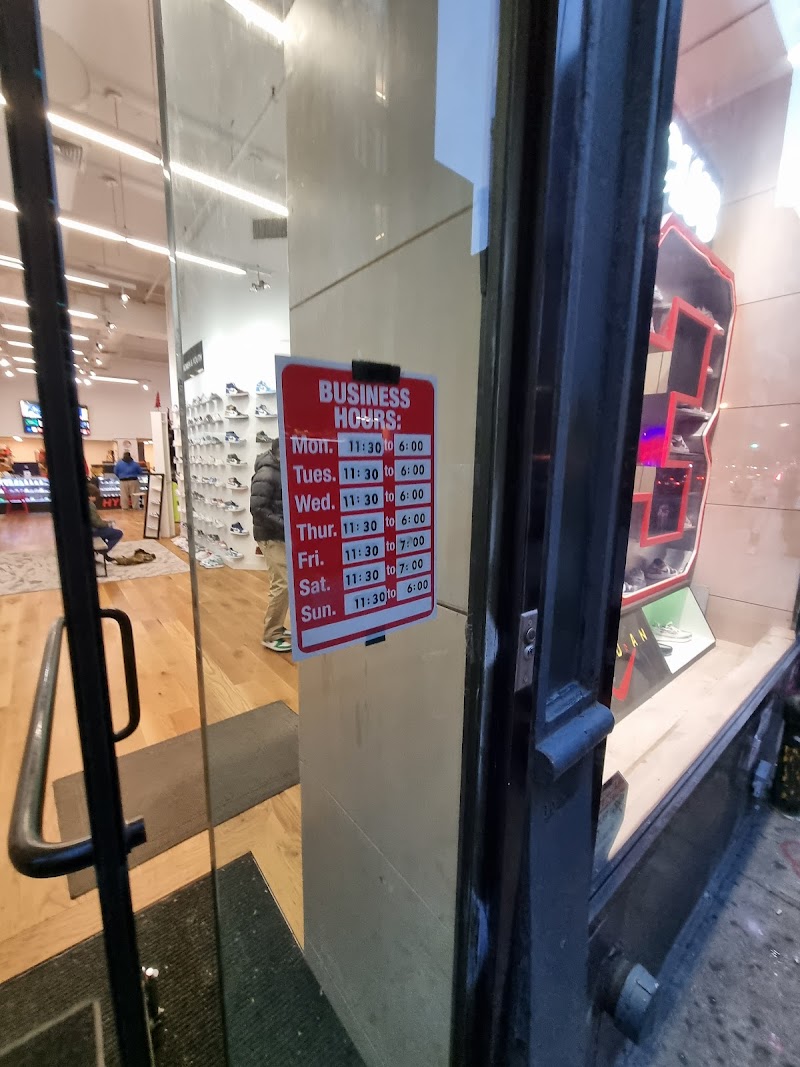 BUSINESS
HOURS:
Mon. 11:30 to 6:00
Tues. 11:30 to 6:00
Wed. 11:30 to 6:00
Thur. 11:30 to 6:00
Fri. 11:30 to 7:00
Sat. 11:30 to 7:00
Sun. 11:30 to 6:00